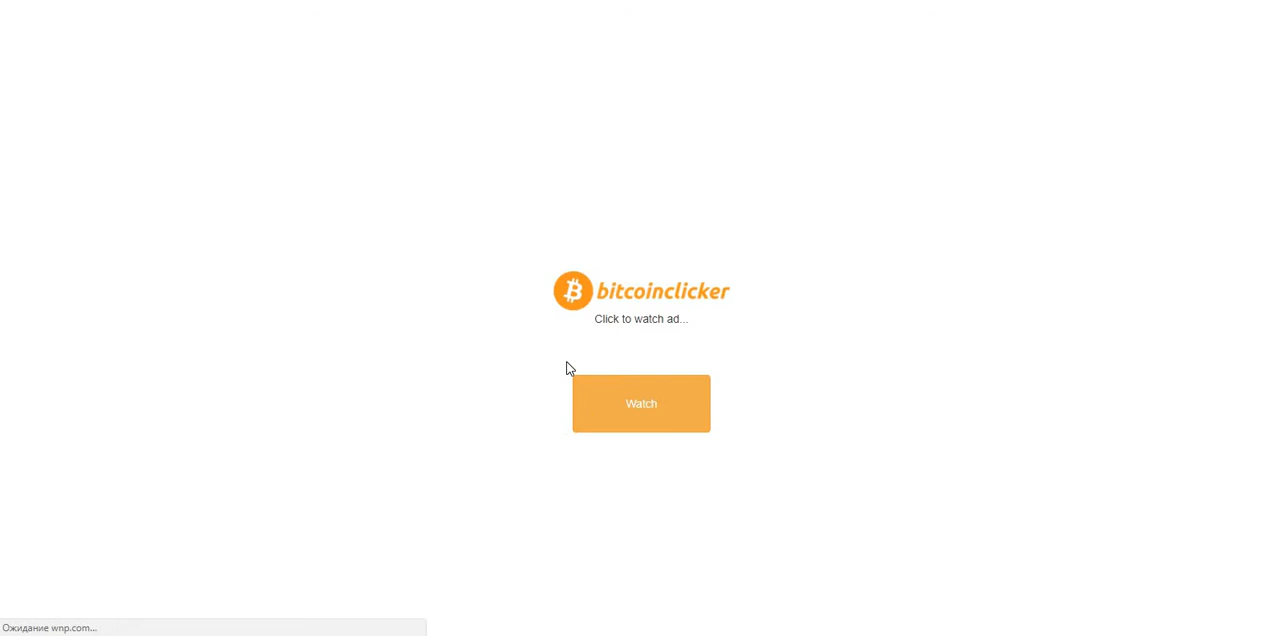 bitcoinclicker
Click to watch ad...
Watch
Ожидание wnp.com...